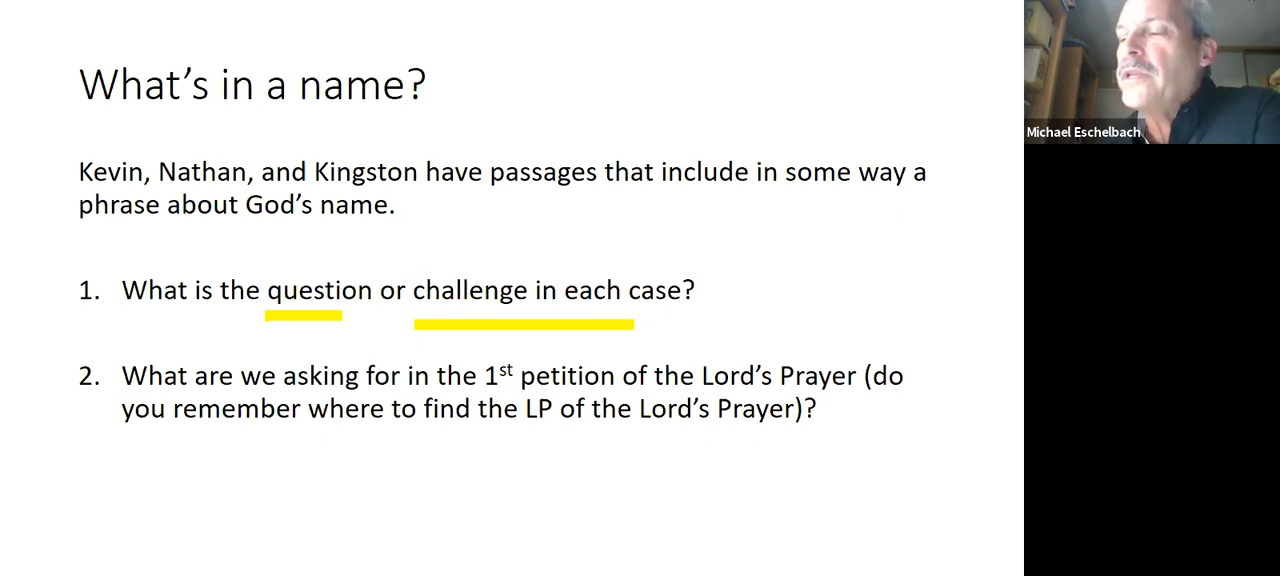 What's in a name?
Kevin, Nathan, and Kingston have passages that include in some way a
phrase about God's name.
1. What is the question or challenge in each case?
2. What are we asking for in the 1st petition of the Lord's Prayer (do
you remember where to find the LP of the Lord's Prayer)?
Michael Eschelbach